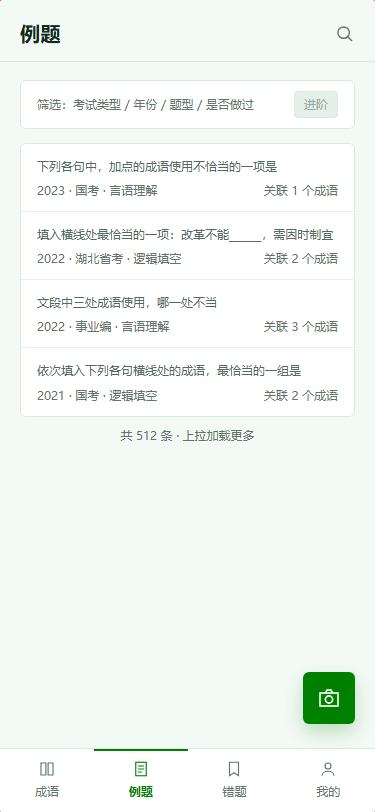 例题
筛选：考试类型 / 年份 / 题型 / 是否做过
进阶
下列各句中，加点的成语使用不恰当的一项是
2023 · 国考 · 言语理解
关联 1 个成语
填入横线处最恰当的一项：改革不能______，需因时制宜
2022 · 湖北省考 · 逻辑填空
关联 2 个成语
文段中三处成语使用，哪一处不当
2022 · 事业编 · 言语理解
关联 3 个成语
依次填入下列各句横线处的成语，最恰当的一组是
2021 · 国考 · 逻辑填空
关联 2 个成语
共 512 条 · 上拉加载更多
成语
例题
错题
我的